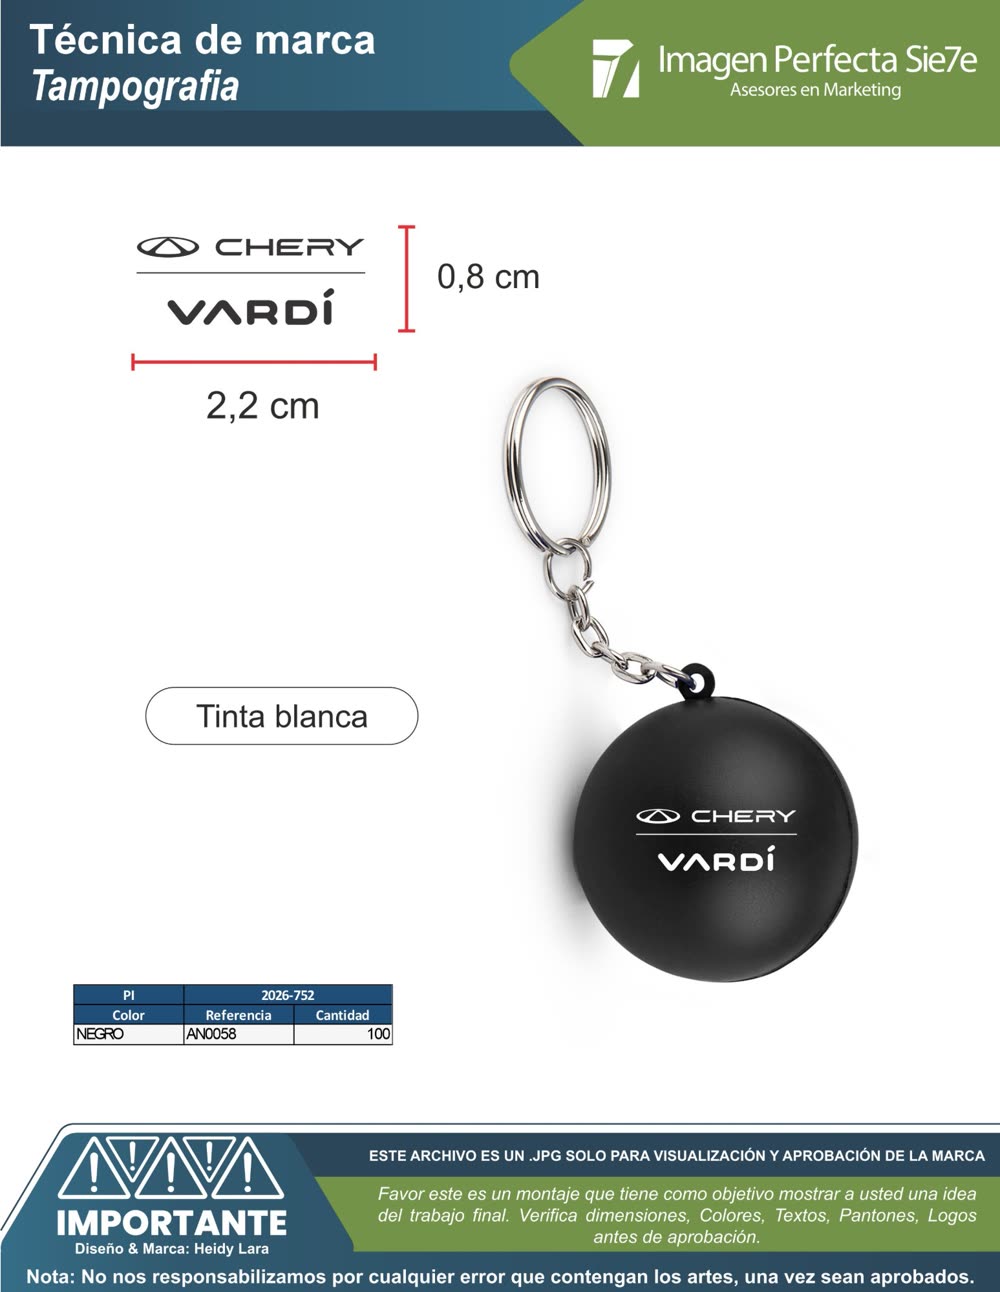 Técnica de marca
Tampografia
Imagen Perfecta Sie7e
Asesores en Marketing
CHERY
VARDÍ
0,8 cm
2,2 cm
Tinta blanca
CHERY
VARDÍ
PI 2026-752
Color Referencia Cantidad
NEGRO AN0058 100
IMPORTANTE
Diseño & Marca: Heidy Lara
ESTE ARCHIVO ES UN .JPG SOLO PARA VISUALIZACIÓN Y APROBACIÓN DE LA MARCA
Favor este es un montaje que tiene como objetivo mostrar a usted una idea
del trabajo final. Verifica dimensiones, Colores, Textos, Pantones, Logos
antes de aprobación.
Nota: No nos responsabilizamos por cualquier error que contengan los artes, una vez sean aprobados.